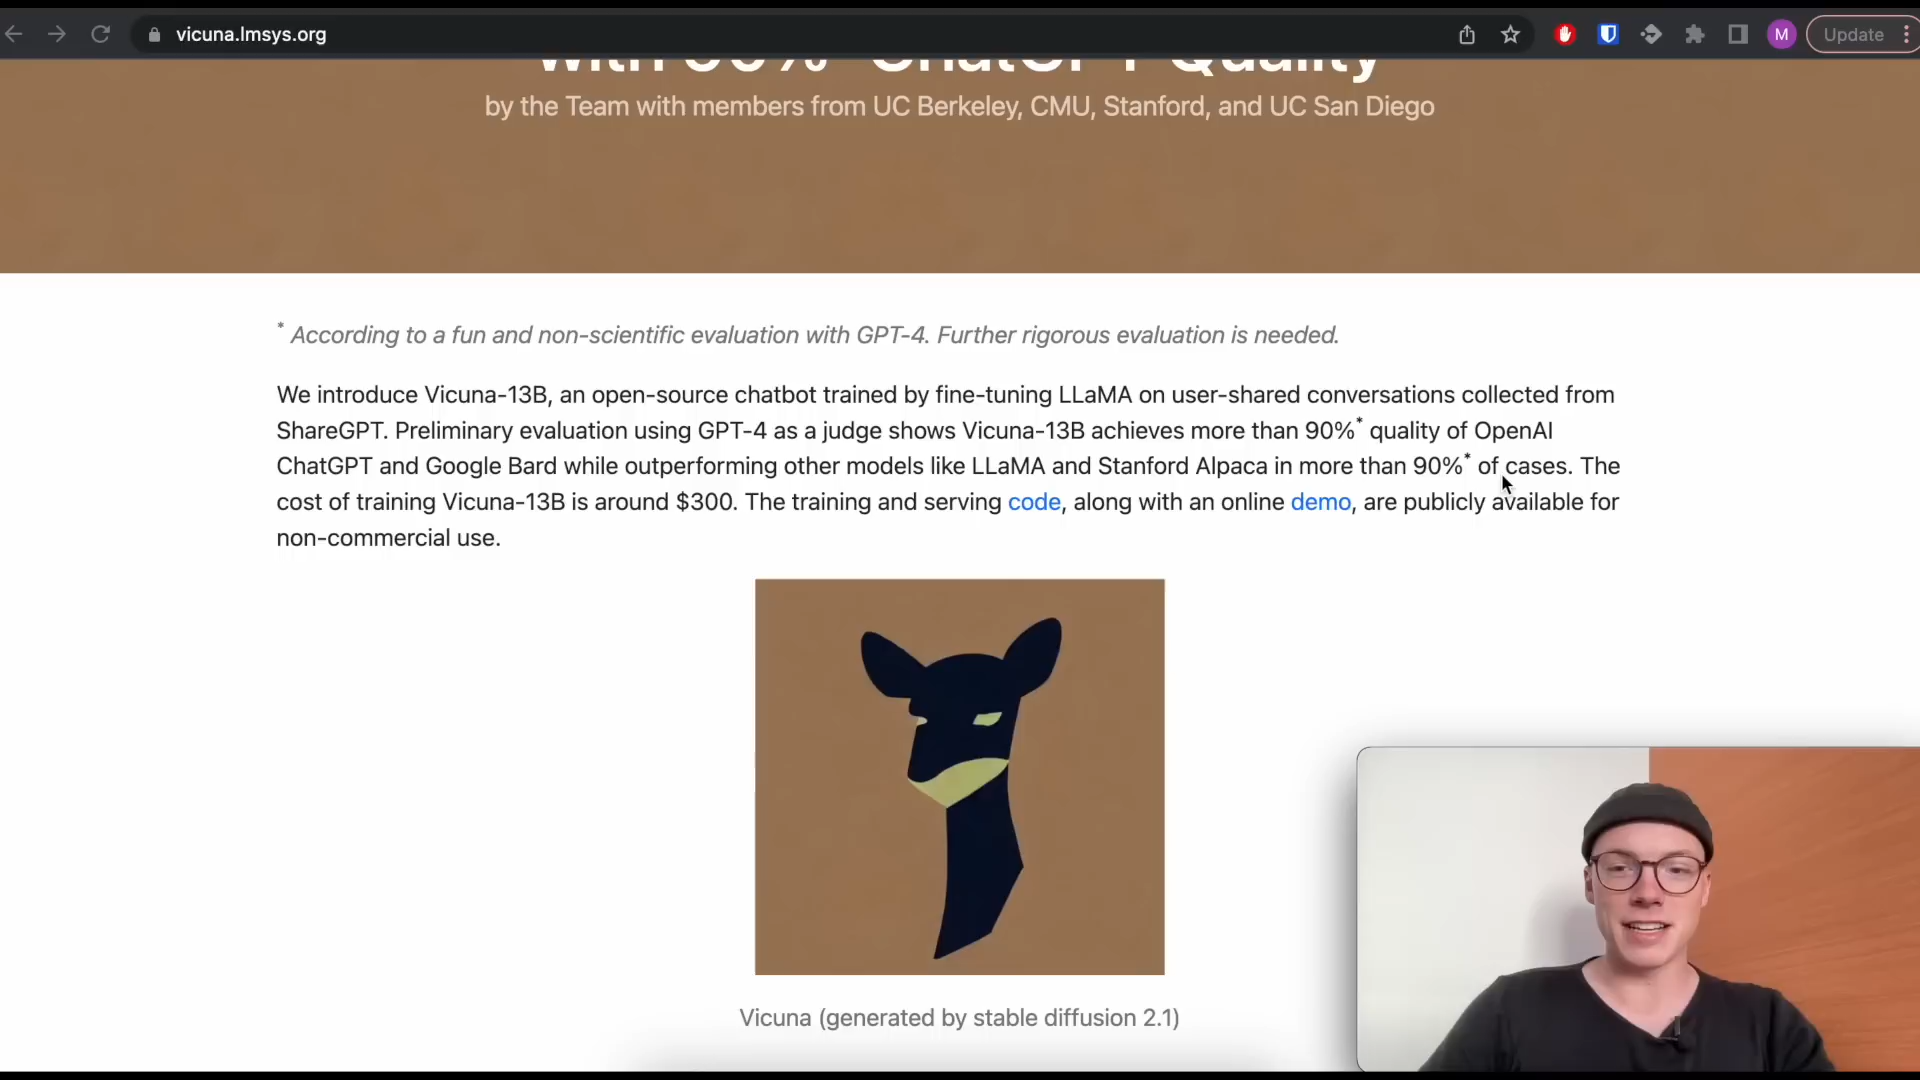 vicuna.lmsys.org
M
Update
with 90%* ChatGPT Quality
by the Team with members from UC Berkeley, CMU, Stanford, and UC San Diego
* According to a fun and non-scientific evaluation with GPT-4. Further rigorous evaluation is needed.
We introduce Vicuna-13B, an open-source chatbot trained by fine-tuning LLaMA on user-shared conversations collected from
ShareGPT. Preliminary evaluation using GPT-4 as a judge shows Vicuna-13B achieves more than 90%* quality of OpenAI
ChatGPT and Google Bard while outperforming other models like LLaMA and Stanford Alpaca in more than 90%* of cases. The
cost of training Vicuna-13B is around $300. The training and serving code, along with an online demo, are publicly available for
non-commercial use.
Vicuna (generated by stable diffusion 2.1)